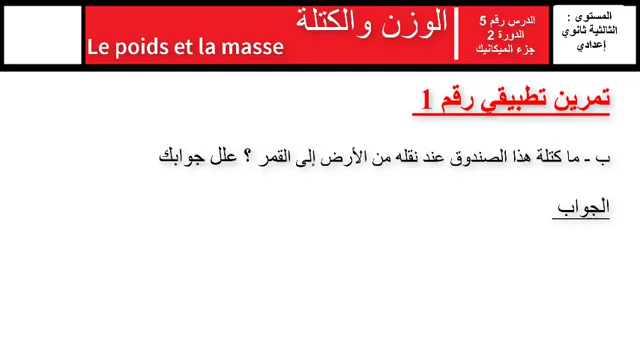 المستوى :
الثالثية ثانوي
إعدادي
الدرس رقم 5
الدورة 2
جزء الميكانيك
الوزن والكتلة
Le poids et la masse
تمرين تطبيقي رقم 1
ب - ما كتلة هذا الصندوق عند نقله من الأرض إلى القمر ؟ علل جوابك
الجواب